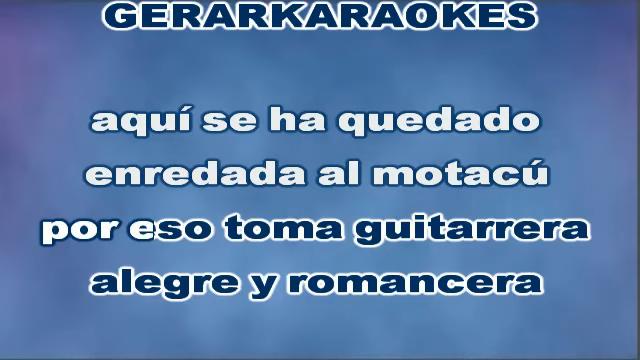 GERARKARAOKES
aquí se ha quedado
enredada al motacú
por eso toma guitarrera
alegre y romancera